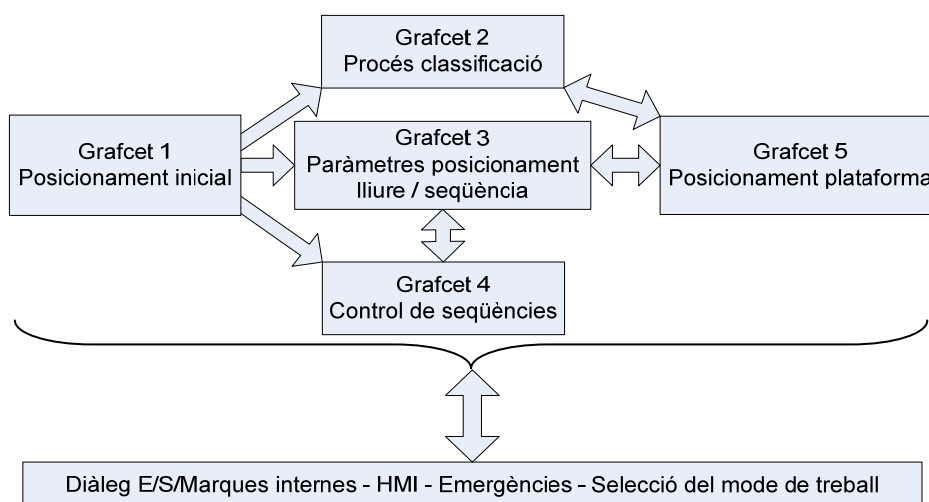 Grafcet 2
Procés classificació
Grafcet 1
Posicionament inicial
Grafcet 3
Paràmetres posicionament
lliure / seqüència
Grafcet 5
Posicionament plataforma
Grafcet 4
Control de seqüències
Diàleg E/S/Marques internes - HMI - Emergències - Selecció del mode de treball